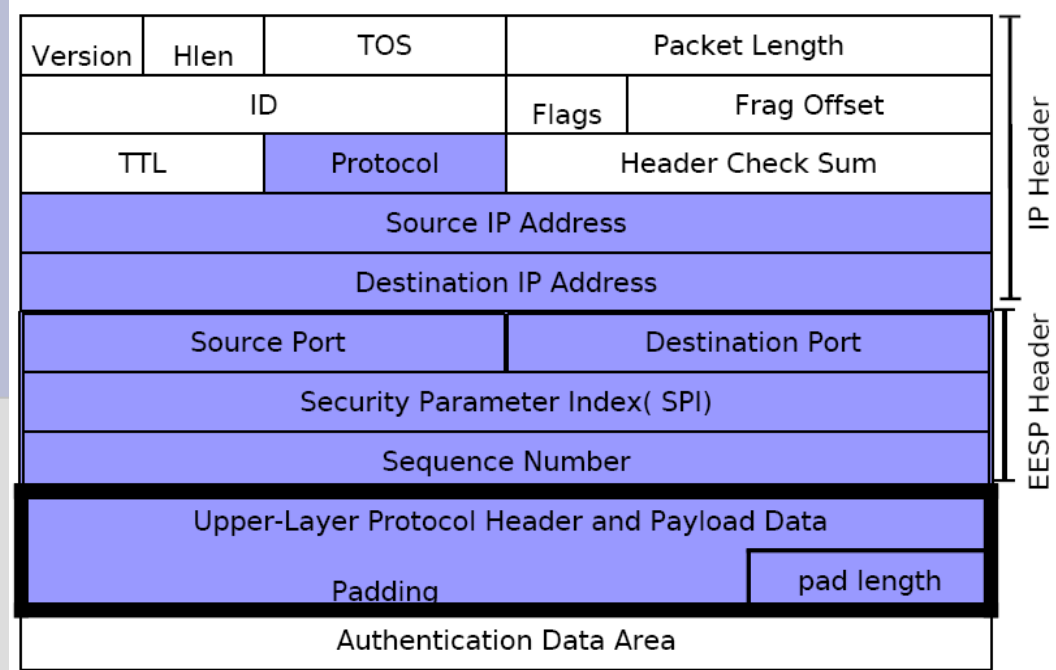 Version Hlen TOS Packet Length
ID Flags Frag Offset
TTL Protocol Header Check Sum
Source IP Address
Destination IP Address
IP Header
Source Port Destination Port
Security Parameter Index( SPI)
Sequence Number
EESP Header
Upper-Layer Protocol Header and Payload Data
Padding pad length
Authentication Data Area